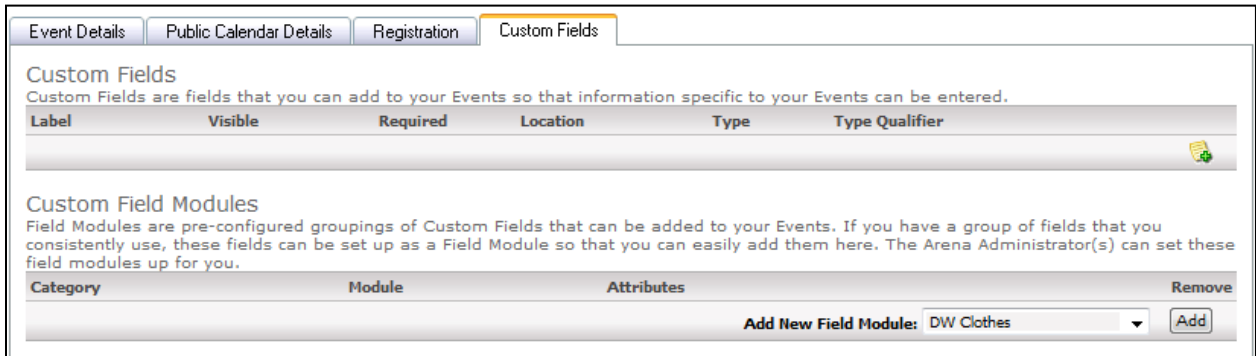 Event Details Public Calendar Details Registration Custom Fields
Custom Fields
Custom Fields are fields that you can add to your Events so that information specific to your Events can be entered.
Label Visible Required Location Type Type Qualifier
Custom Field Modules
Field Modules are pre-configured groupings of Custom Fields that can be added to your Events. If you have a group of fields that you
consistently use, these fields can be set up as a Field Module so that you can easily add them here. The Arena Administrator(s) can set these
field modules up for you.
Category Module Attributes Remove
Add New Field Module: DW Clothes Add